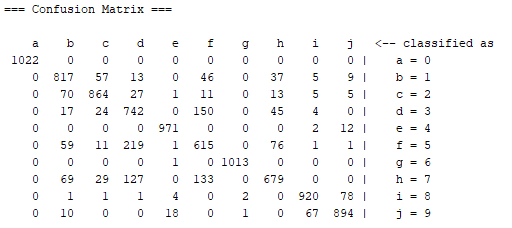 === Confusion Matrix ===
a b c d e f g h i j <-- classified as
1022 0 0 0 0 0 0 0 0 0 | a = 0
0 817 57 13 0 46 0 37 5 9 | b = 1
0 70 864 27 1 11 0 13 5 5 | c = 2
0 17 24 742 0 150 0 45 4 0 | d = 3
0 0 0 0 971 0 0 0 2 12 | e = 4
0 59 11 219 1 615 0 76 1 1 | f = 5
0 0 0 0 1 0 1013 0 0 0 | g = 6
0 69 29 127 0 133 0 679 0 0 | h = 7
0 1 1 1 4 0 2 0 920 78 | i = 8
0 10 0 0 18 0 1 0 67 894 | j = 9